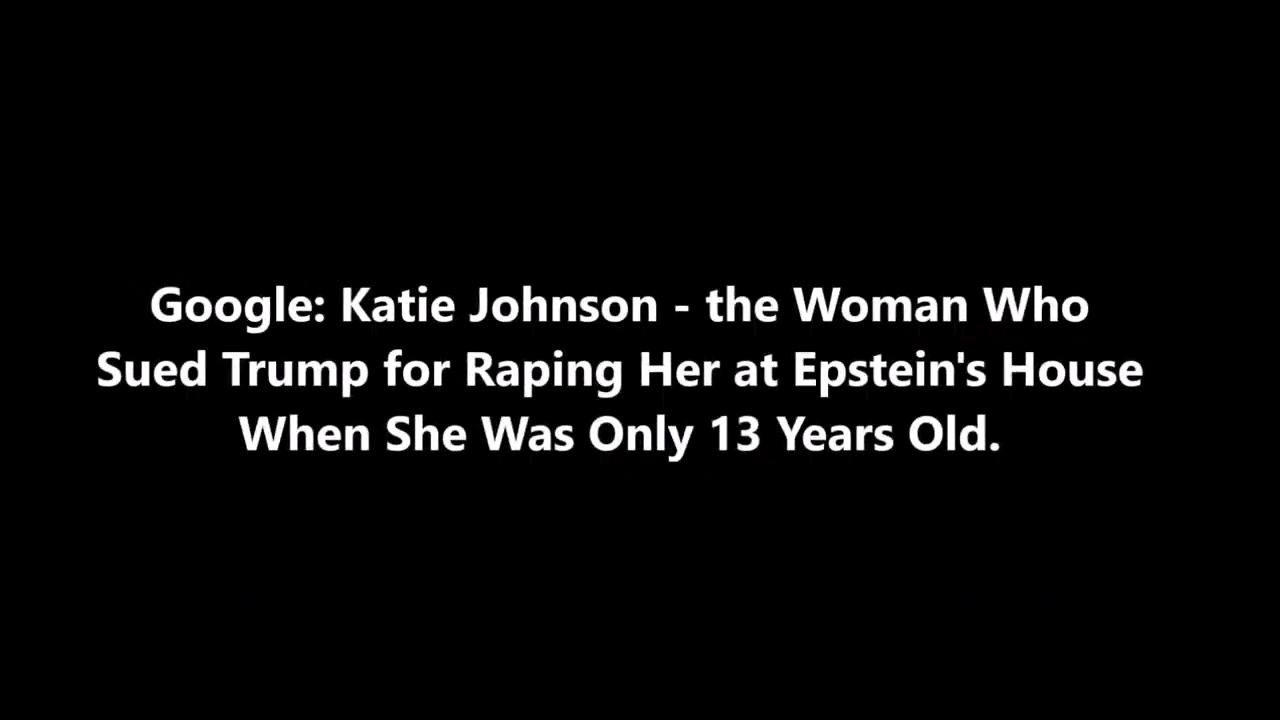 Google: Katie Johnson - the Woman Who
Sued Trump for Raping Her at Epstein's House
When She Was Only 13 Years Old.